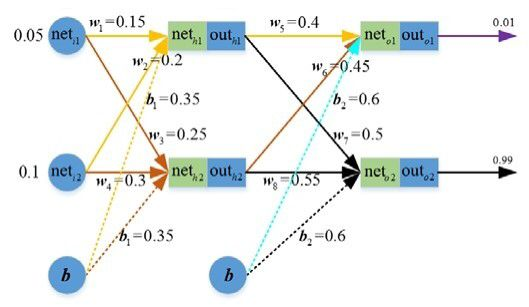 w₁=0.15
w₅=0.4
0.01
0.05
netᵢ₁
netₕ₁ outₕ₁
netₒ₁ outₒ₁
w₂=0.2
w₆=0.45
b₁=0.35
b₂=0.6
w₃=0.25
w₇=0.5
0.99
0.1
netᵢ₂
w₄=0.3
netₕ₂ outₕ₂
w₈=0.55
netₒ₂ outₒ₂
b₁=0.35
b₂=0.6
b
b